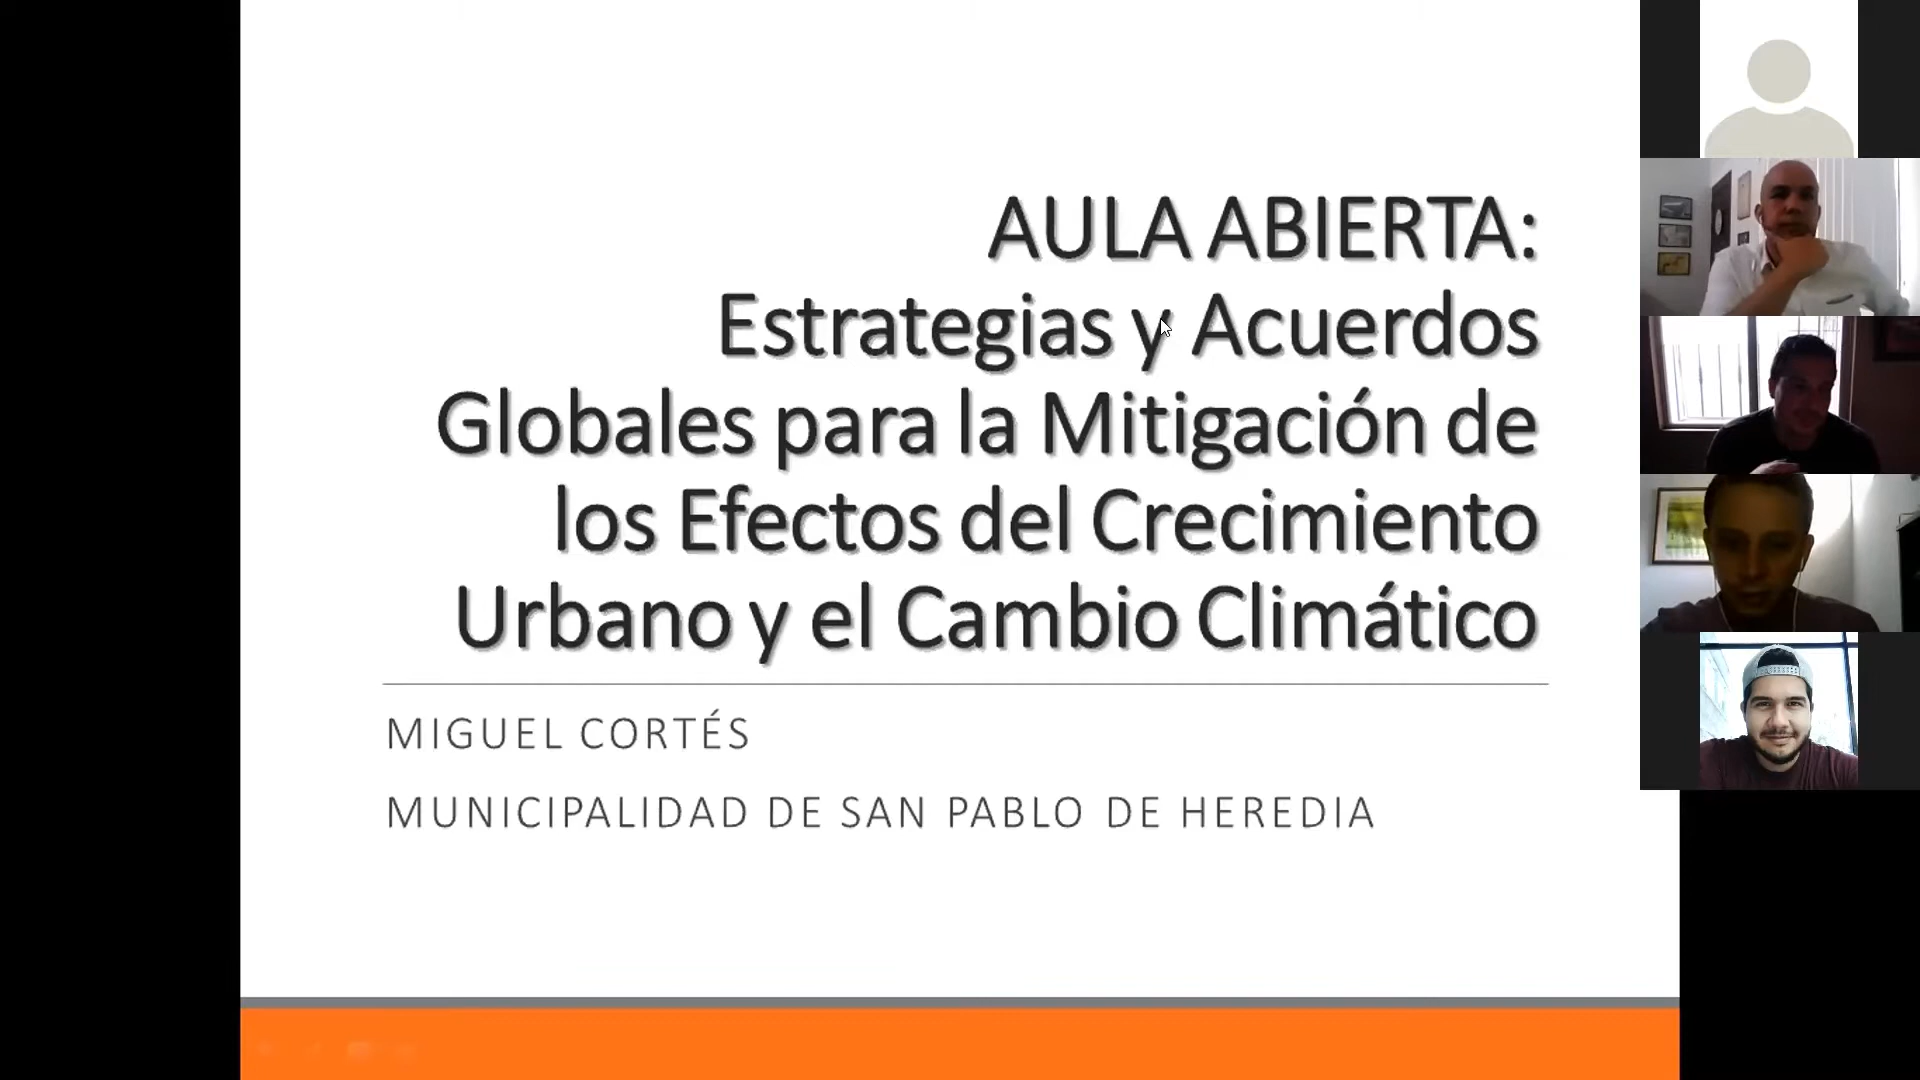 AULA ABIERTA:
Estrategias y Acuerdos
Globales para la Mitigación de
los Efectos del Crecimiento
Urbano y el Cambio Climático
MIGUEL CORTÉS
MUNICIPALIDAD DE SAN PABLO DE HEREDIA